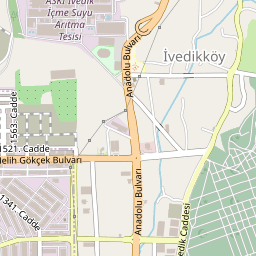 ASKİ İvedik
İçme Suyu
Arıtma
Tesisi
Anadolu Bulvarı
İvedikköy
1563. Cadde
1521. Cadde
Melih Gökçek Bulvarı
1341. Cadde
Anadolu Bulvarı
İvedik Caddesi